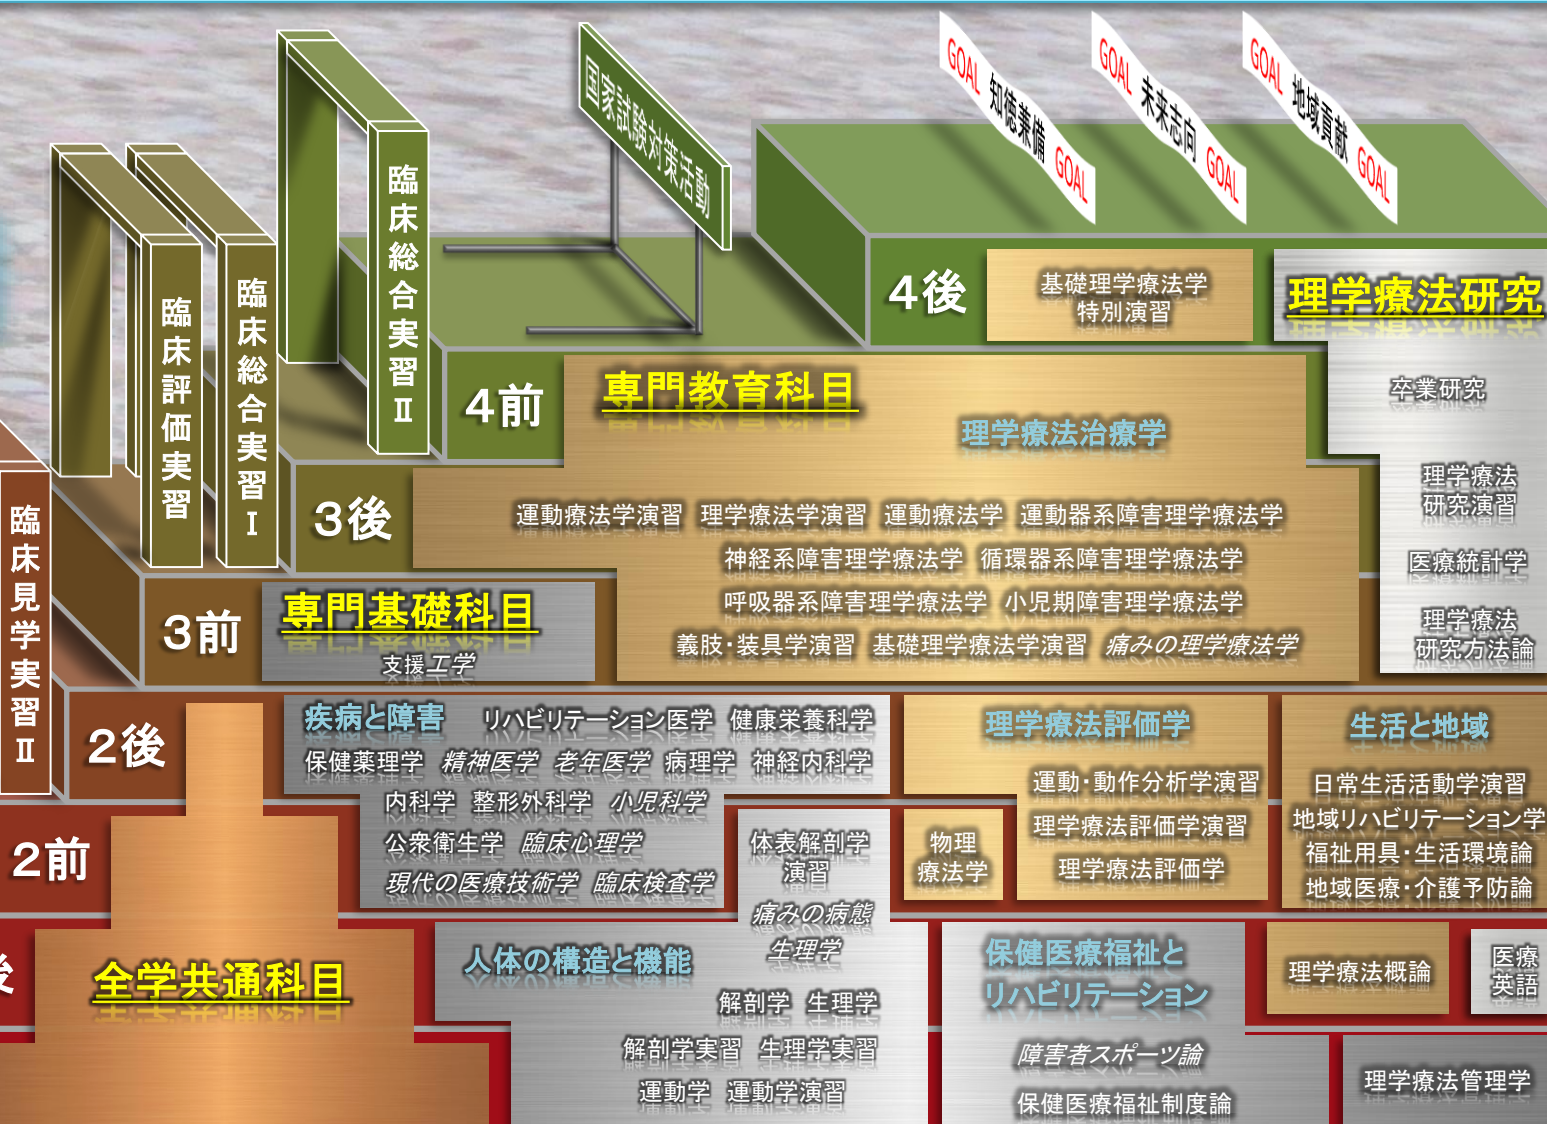 GOAL 知徳兼備 GOAL
GOAL 未来志向 GOAL
GOAL 地域貢献 GOAL
国家試験対策活動
臨床総合実習Ⅱ
臨床総合実習Ⅰ
臨床評価実習
臨床見学実習Ⅱ
4後
基礎理学療法学
特別演習
理学療法研究
卒業研究
理学療法
研究演習
医療統計学
理学療法
研究方法論
4前
専門教育科目
理学療法治療学
3後
運動療法学演習 理学療法学演習 運動療法学 運動器系障害理学療法学
神経系障害理学療法学 循環器系障害理学療法学
呼吸器系障害理学療法学 小児期障害理学療法学
義肢・装具学演習 基礎理学療法学演習 痛みの理学療法学
3前
専門基礎科目
支援工学
2後
疾病と障害 リハビリテーション医学 健康栄養科学
保健薬理学 精神医学 老年医学 病理学 神経内科学
内科学 整形外科学 小児科学
公衆衛生学 臨床心理学
現代の医療技術学 臨床検査学
理学療法評価学
運動・動作分析学演習
理学療法評価学演習
理学療法評価学
生活と地域
日常生活活動学演習
地域リハビリテーション学
福祉用具・生活環境論
地域医療・介護予防論
2前
体表解剖学
演習
痛みの病態
生理学
物理
療法学
後
全学共通科目
人体の構造と機能
解剖学 生理学
解剖学実習 生理学実習
運動学 運動学演習
保健医療福祉と
リハビリテーション
障害者スポーツ論
保健医療福祉制度論
理学療法概論
医療
英語
理学療法管理学